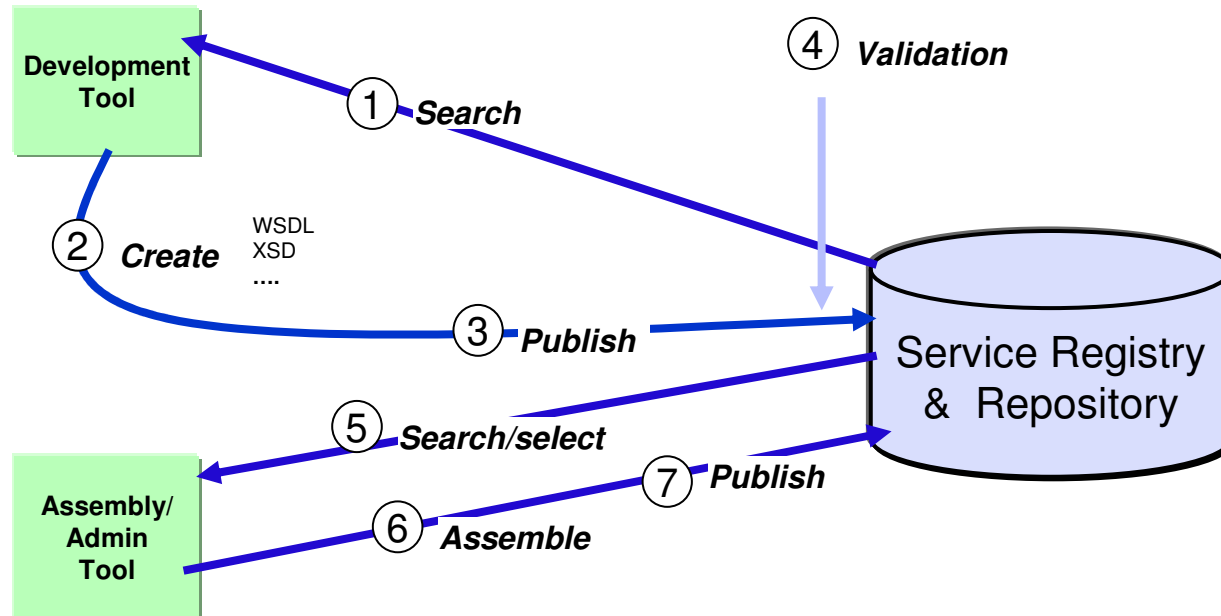 Development
Tool
1 Search
4 Validation
2 Create
WSDL
XSD
....
3 Publish
Service Registry
& Repository
5 Search/select
7 Publish
6 Assemble
Assembly/
Admin
Tool